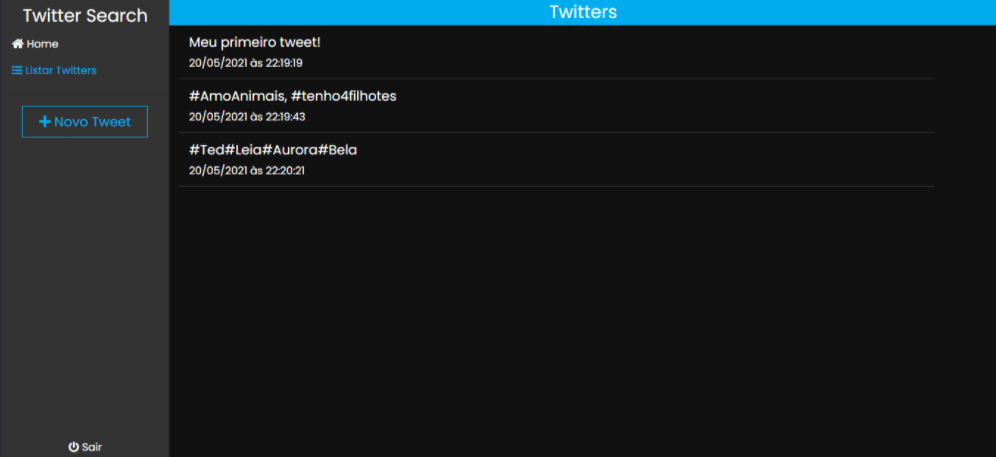 Twitter Search
Home
Listar Twitters
Novo Tweet
Sair
Twitters
Meu primeiro tweet!
20/05/2021 às 22:19:19
#AmoAnimais, #tenho4filhotes
20/05/2021 às 22:19:43
#Ted#Leia#Aurora#Bela
20/05/2021 às 22:20:21